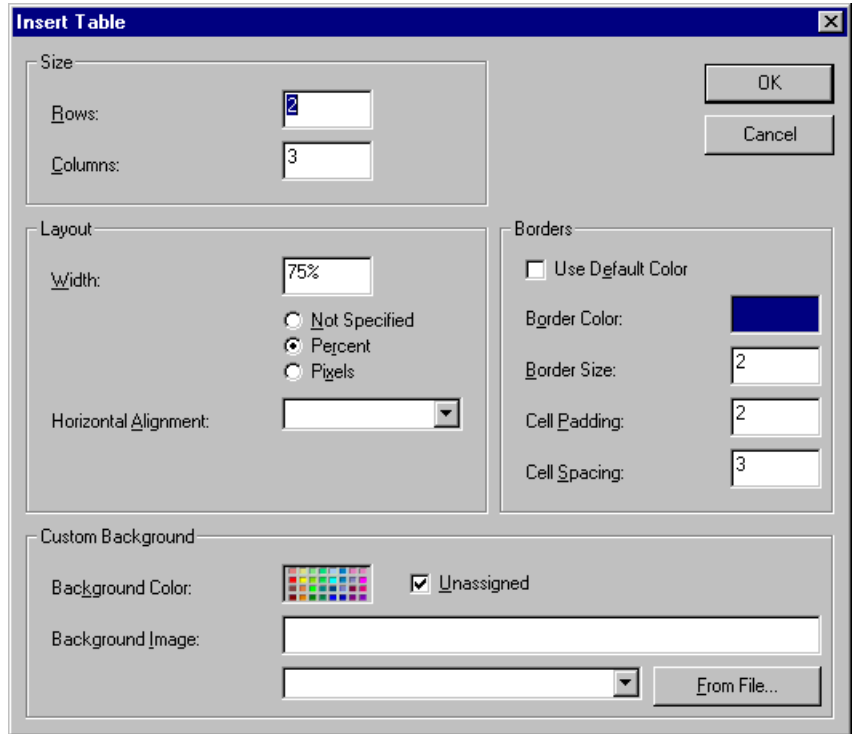 Insert Table
Size
OK
Rows: 2
Cancel
Columns: 3
Layout
Borders
Width: 75%
Use Default Color
Not Specified
Border Color:
Percent
Pixels
Border Size: 2
Horizontal Alignment:
Cell Padding: 2
Cell Spacing: 3
Custom Background
Background Color:
Unassigned
Background Image:
From File...